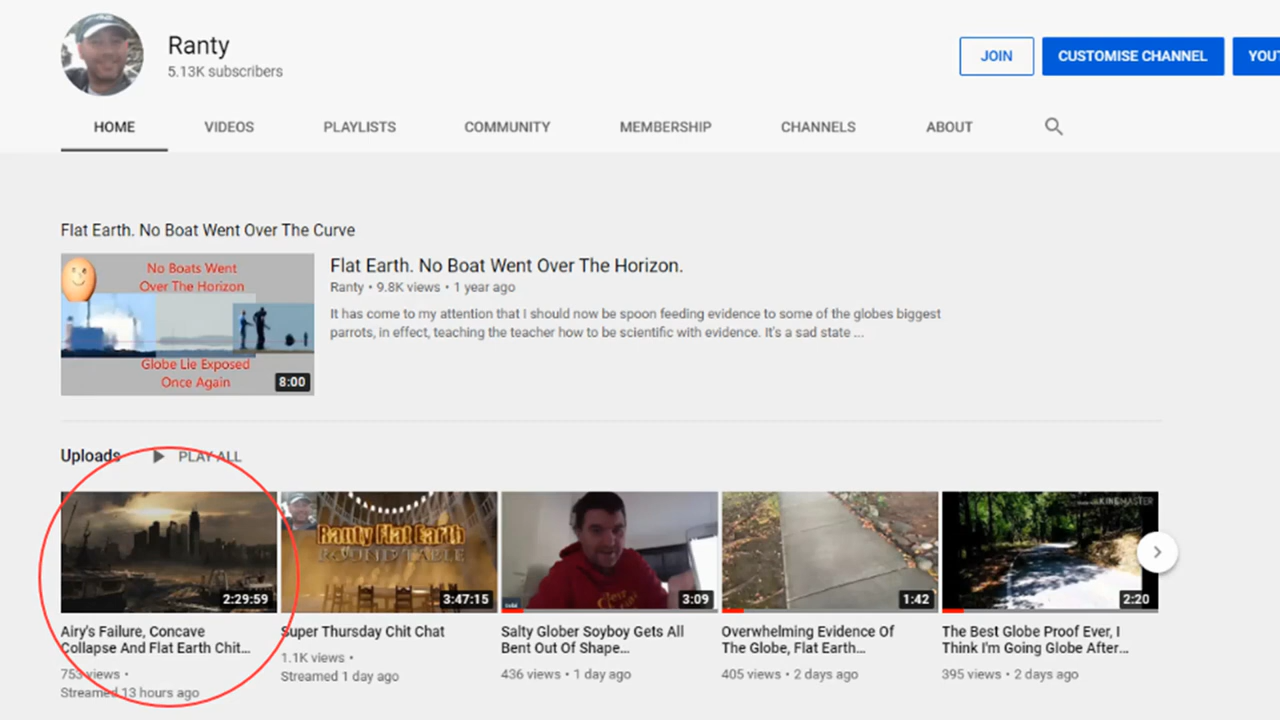 Ranty
5.13K subscribers
JOIN
CUSTOMISE CHANNEL
YOUT
HOME
VIDEOS
PLAYLISTS
COMMUNITY
MEMBERSHIP
CHANNELS
ABOUT
Flat Earth. No Boat Went Over The Curve
No Boats Went
Over The Horizon
Globe Lie Exposed
Once Again
8:00
Flat Earth. No Boat Went Over The Horizon.
Ranty • 9.8K views • 1 year ago
It has come to my attention that I should now be spoon feeding evidence to some of the globes biggest
parrots, in effect, teaching the teacher how to be scientific with evidence. It's a sad state ...
Uploads
PLAY ALL
2:29:59
Airy's Failure, Concave
Collapse And Flat Earth Chit...
753 views •
Streamed 13 hours ago
Ranty Flat Earth
ROUNDTABLE
3:47:15
Super Thursday Chit Chat
1.1K views •
Streamed 1 day ago
3:09
Salty Glober Soyboy Gets All
Bent Out Of Shape...
436 views • 1 day ago
1:42
Overwhelming Evidence Of
The Globe, Flat Earth...
405 views • 2 days ago
KINEMASTER
2:20
The Best Globe Proof Ever, I
Think I'm Going Globe After...
395 views • 2 days ago